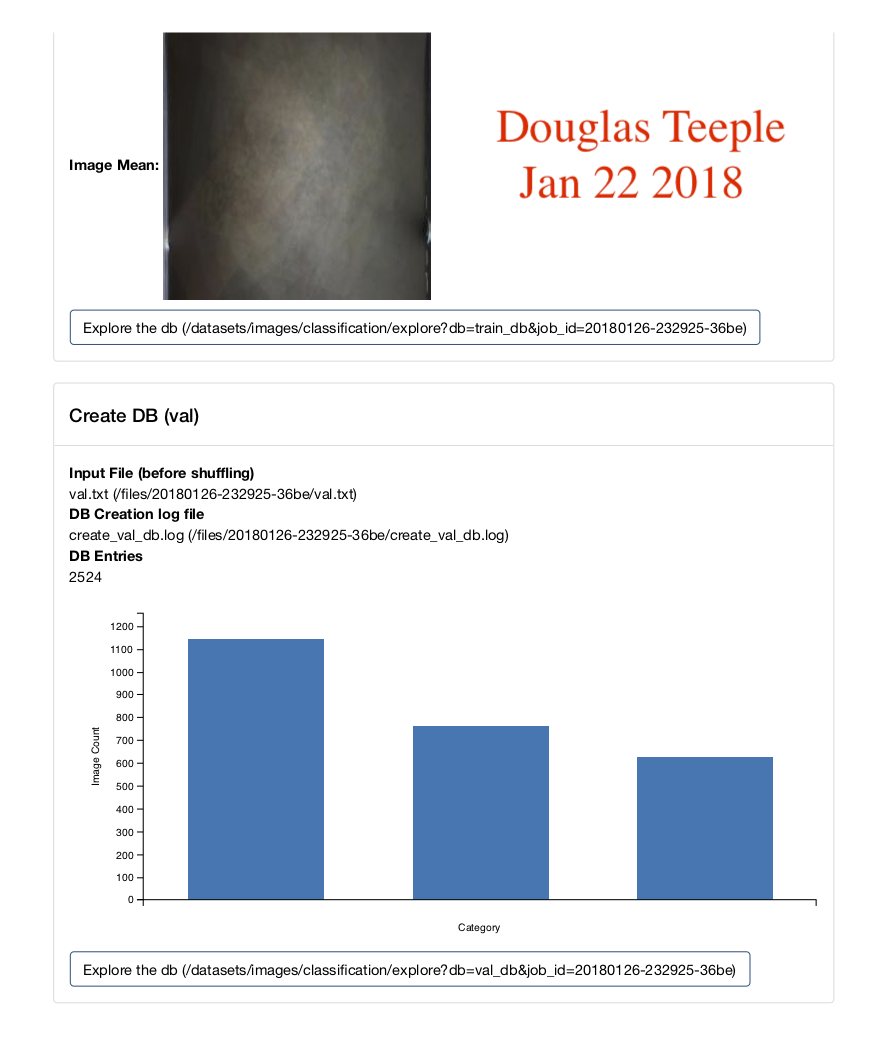 Image Mean:
Douglas Teeple
Jan 22 2018
Explore the db (/datasets/images/classification/explore?db=train_db&job_id=20180126-232925-36be)
Create DB (val)
Input File (before shuffling)
val.txt (/files/20180126-232925-36be/val.txt)
DB Creation log file
create_val_db.log (/files/20180126-232925-36be/create_val_db.log)
DB Entries
2524
1200
1100
1000
900
800
700
600
500
400
300
200
100
0
Image Count
Category
Explore the db (/datasets/images/classification/explore?db=val_db&job_id=20180126-232925-36be)